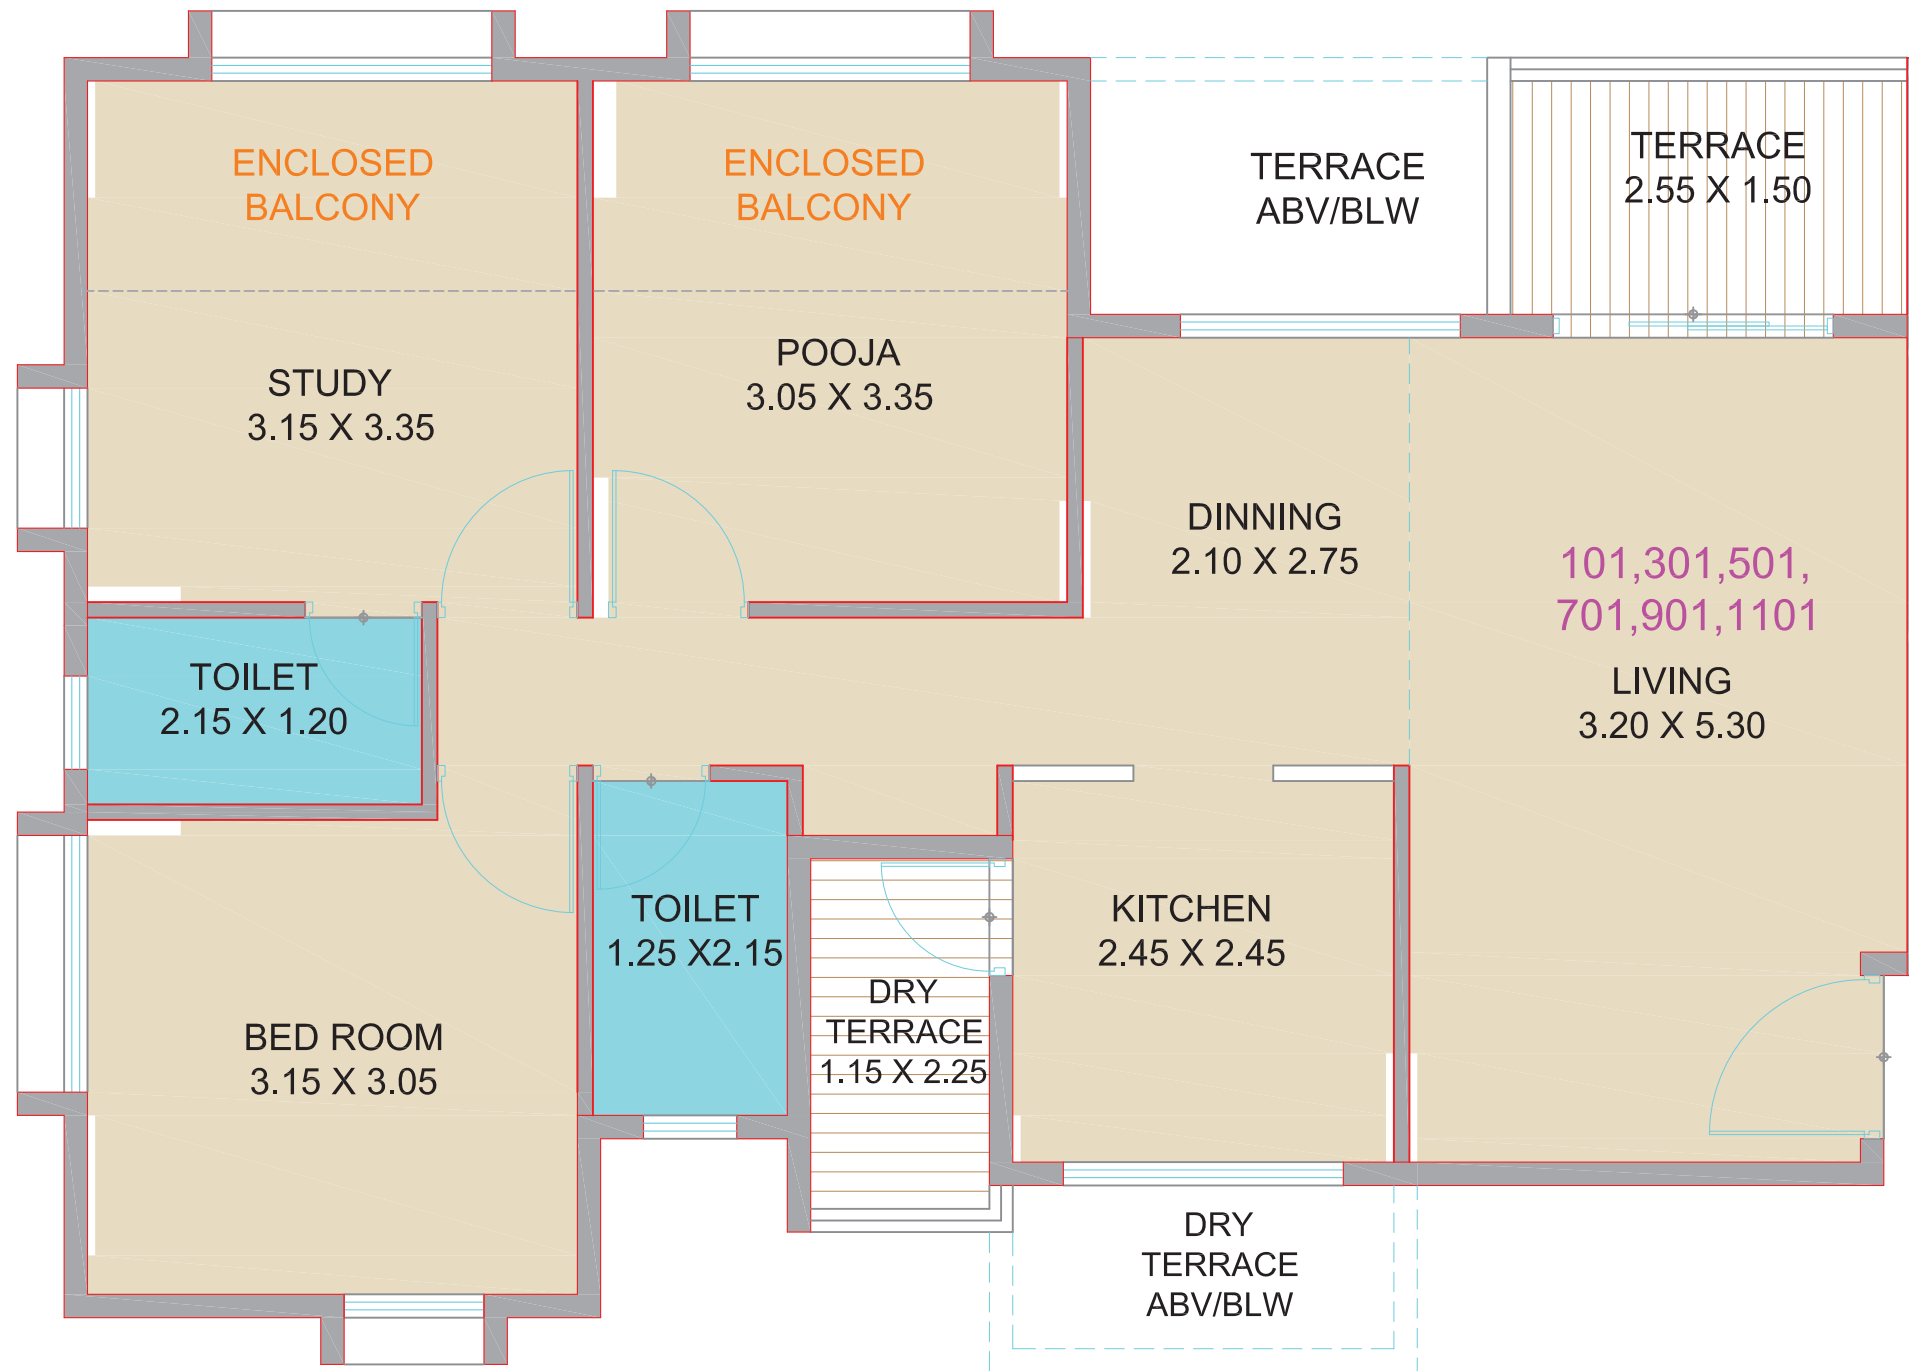 ENCLOSED
BALCONY
ENCLOSED
BALCONY
TERRACE
ABV/BLW
TERRACE
2.55 X 1.50
STUDY
3.15 X 3.35
POOJA
3.05 X 3.35
DINNING
2.10 X 2.75
101,301,501,
701,901,1101
LIVING
3.20 X 5.30
TOILET
2.15 X 1.20
TOILET
1.25 X2.15
KITCHEN
2.45 X 2.45
DRY
TERRACE
1.15 X 2.25
BED ROOM
3.15 X 3.05
DRY
TERRACE
ABV/BLW